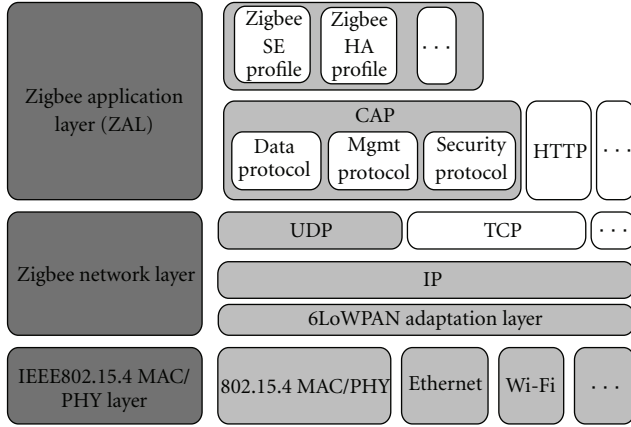 Zigbee application
layer (ZAL)
Zigbee
SE
profile
Zigbee
HA
profile
...
CAP
Data
protocol
Mgmt
protocol
Security
protocol
HTTP
...
Zigbee network layer
UDP
TCP
...
IP
6LoWPAN adaptation layer
IEEE802.15.4 MAC/
PHY layer
802.15.4 MAC/PHY
Ethernet
Wi-Fi
...